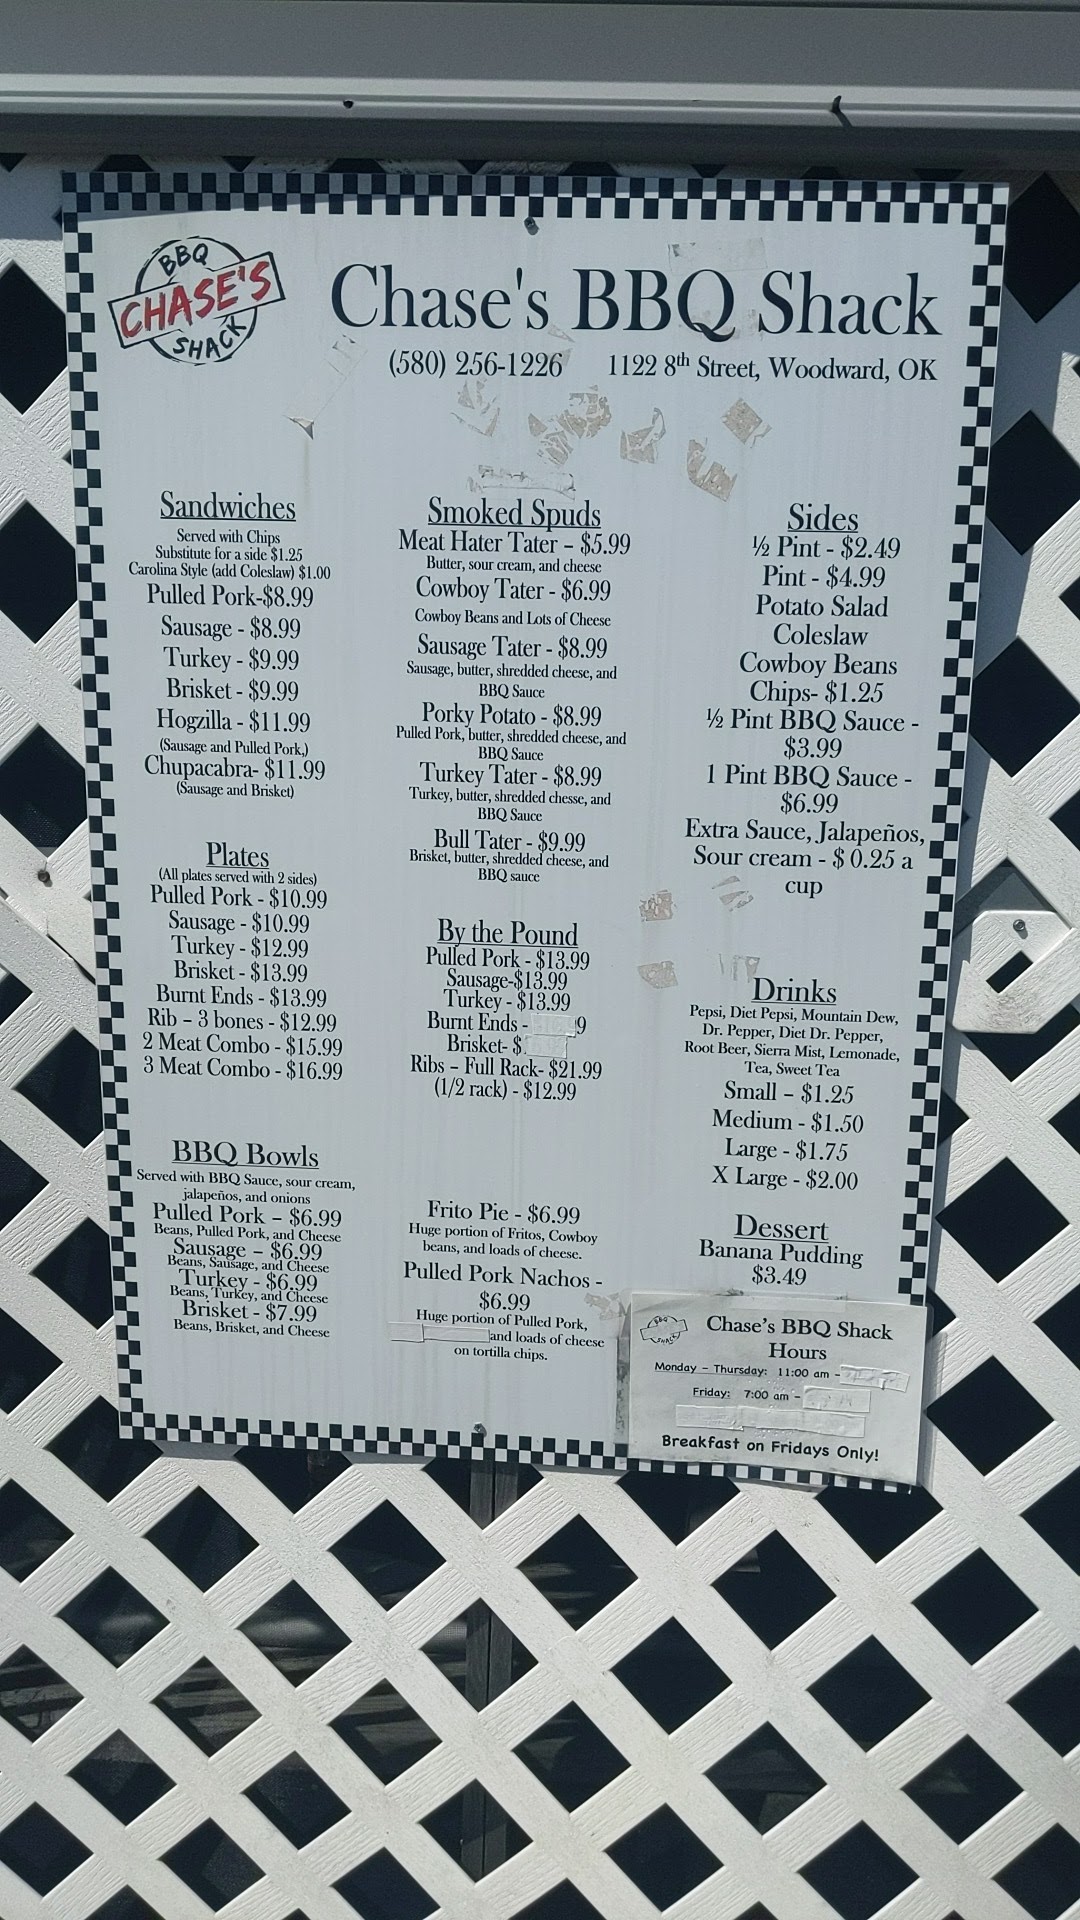 BBQ
CHASE'S
SHACK
Chase's BBQ Shack
(580) 256-1226 1122 8th Street, Woodward, OK
Sandwiches
Served with Chips
Substitute for a side $1.25
Carolina Style (add Coleslaw) $1.00
Pulled Pork-$8.99
Sausage - $8.99
Turkey - $9.99
Brisket - $9.99
Hogzilla - $11.99
(Sausage and Pulled Pork,)
Chupacabra- $11.99
(Sausage and Brisket)
Plates
(All plates served with 2 sides)
Pulled Pork - $10.99
Sausage - $10.99
Turkey - $12.99
Brisket - $13.99
Burnt Ends - $13.99
Rib – 3 bones - $12.99
2 Meat Combo - $15.99
3 Meat Combo - $16.99
BBQ Bowls
Served with BBQ Sauce, sour cream,
jalapeños, and onions
Pulled Pork – $6.99
Beans, Pulled Pork, and Cheese
Sausage – $6.99
Beans, Sausage, and Cheese
Turkey - $6.99
Beans, Turkey, and Cheese
Brisket - $7.99
Beans, Brisket, and Cheese
Smoked Spuds
Meat Hater Tater – $5.99
Butter, sour cream, and cheese
Cowboy Tater - $6.99
Cowboy Beans and Lots of Cheese
Sausage Tater - $8.99
Sausage, butter, shredded cheese, and
BBQ Sauce
Porky Potato - $8.99
Pulled Pork, butter, shredded cheese, and
BBQ Sauce
Turkey Tater - $8.99
Turkey, butter, shredded chesse, and
BBQ Sauce
Bull Tater - $9.99
Brisket, butter, shredded cheese, and
BBQ sauce
By the Pound
Pulled Pork - $13.99
Sausage-$13.99
Turkey - $13.99
Burnt Ends - 9
Brisket- $
Ribs – Full Rack- $21.99
(1/2 rack) - $12.99
Frito Pie - $6.99
Huge portion of Fritos, Cowboy
beans, and loads of cheese.
Pulled Pork Nachos -
$6.99
Huge portion of Pulled Pork,
and loads of cheese
on tortilla chips.
Sides
½ Pint - $2.49
Pint - $4.99
Potato Salad
Coleslaw
Cowboy Beans
Chips- $1.25
½ Pint BBQ Sauce -
$3.99
1 Pint BBQ Sauce -
$6.99
Extra Sauce, Jalapeños,
Sour cream - $ 0.25 a
cup
Drinks
Pepsi, Diet Pepsi, Mountain Dew,
Dr. Pepper, Diet Dr. Pepper,
Root Beer, Sierra Mist, Lemonade,
Tea, Sweet Tea
Small – $1.25
Medium - $1.50
Large - $1.75
X Large - $2.00
Dessert
Banana Pudding
$3.49
BBQ
SHACK
Chase's BBQ Shack
Hours
Monday – Thursday: 11:00 am -
Friday: 7:00 am -
Breakfast on Fridays Only!